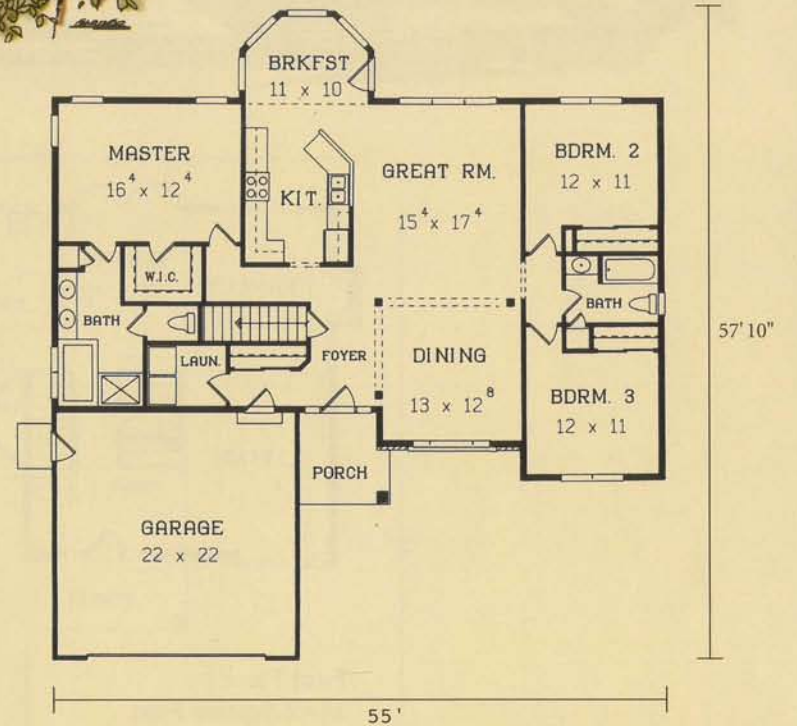 BRKFST
11 x 10
MASTER
16⁴ x 12⁴
KIT.
GREAT RM.
15⁴ x 17⁴
BDRM. 2
12 x 11
W.I.C.
BATH
LAUN.
FOYER
DINING
13 x 12⁸
BATH
BDRM. 3
12 x 11
PORCH
GARAGE
22 x 22
57'10"
55'